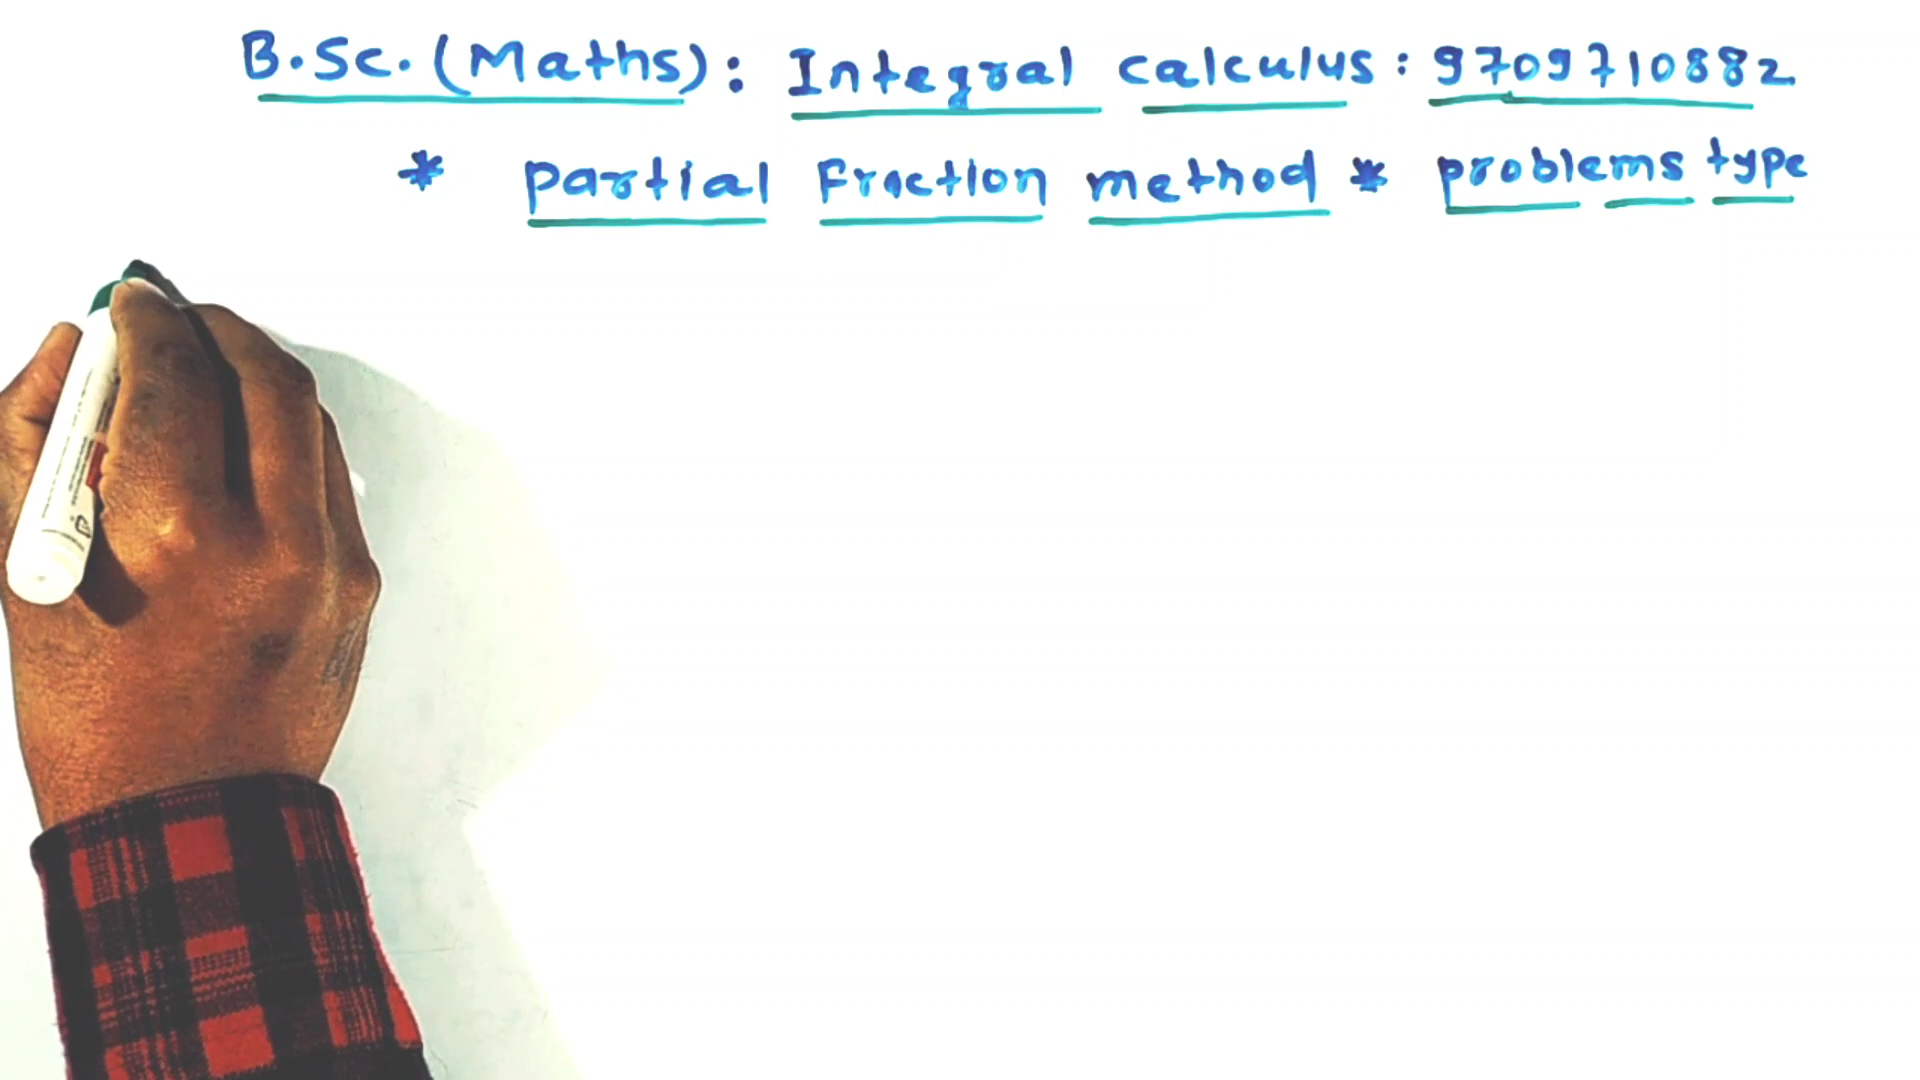 B.Sc. (Maths): Integral calculus: 9709710882
* Partial Fraction method * problems type